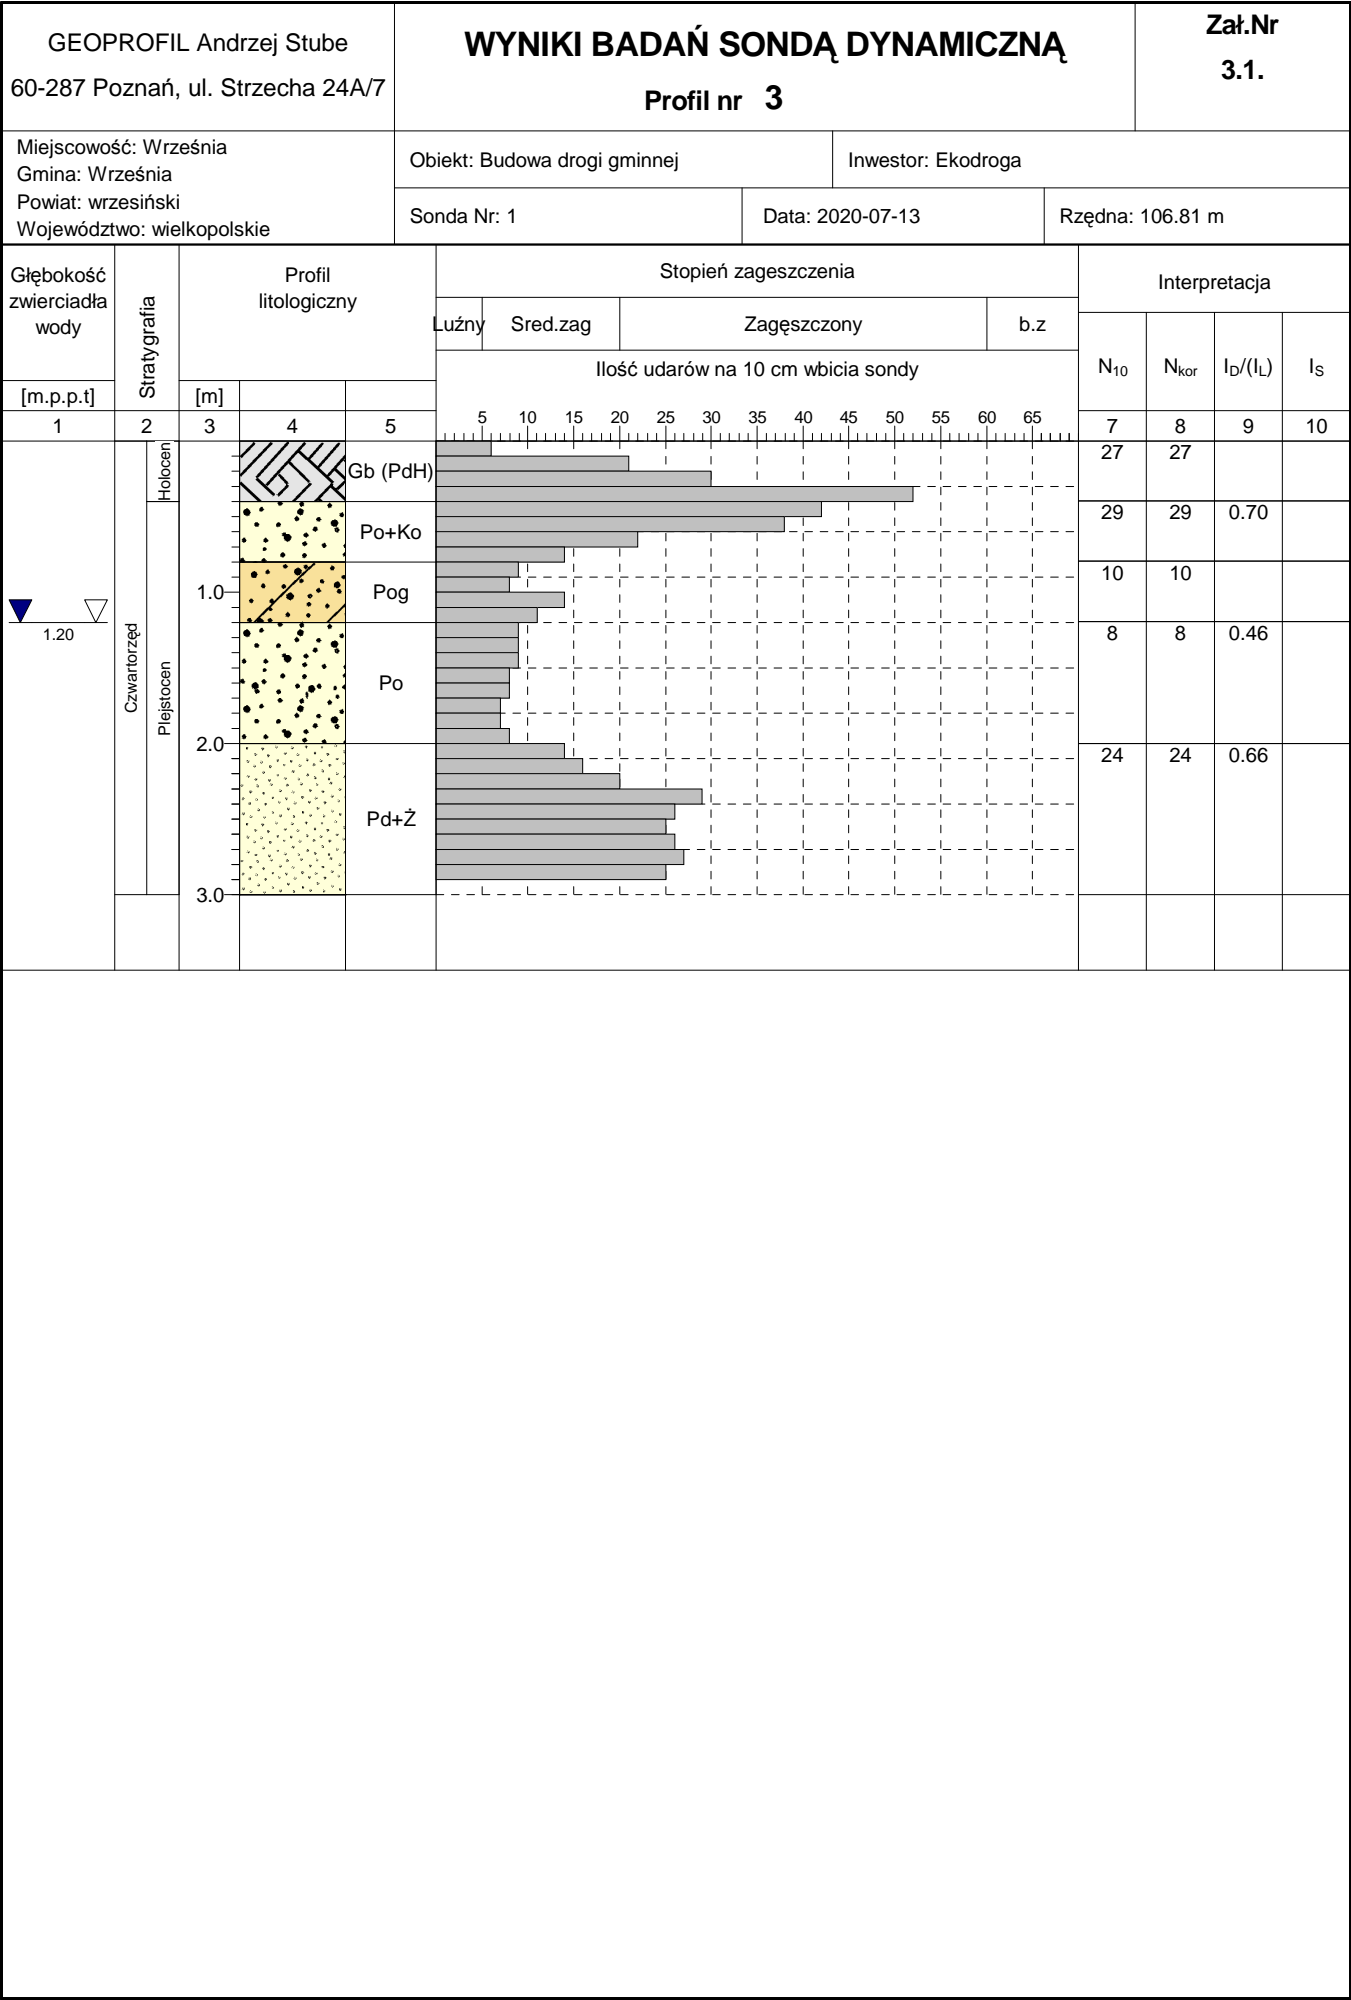 GEOPROFIL Andrzej Stube
60-287 Poznań, ul. Strzecha 24A/7
WYNIKI BADAŃ SONDĄ DYNAMICZNĄ
Profil nr 3
Zał.Nr
3.1.
Miejscowość: Września
Gmina: Września
Powiat: wrzesiński
Województwo: wielkopolskie
Obiekt: Budowa drogi gminnej
Inwestor: Ekodroga
Sonda Nr: 1
Data: 2020-07-13
Rzędna: 106.81 m
Głębokość
zwierciadła
wody
[m.p.p.t]
Stratygrafia
Profil
litologiczny
[m]
Stopień zageszczenia
Luźny Sred.zag Zagęszczony b.z
Ilość udarów na 10 cm wbicia sondy
Interpretacja
N10 Nkor ID/(IL) IS
5 10 15 20 25 30 35 40 45 50 55 60 65
1 2 3 4 5 7 8 9 10
Holocen
Gb (PdH)
27 27
Po+Ko
29 29 0.70
1.0
Pog
10 10
1.20
Czwartorzęd
Plejstocen
Po
8 8 0.46
2.0
Pd+Ż
24 24 0.66
3.0